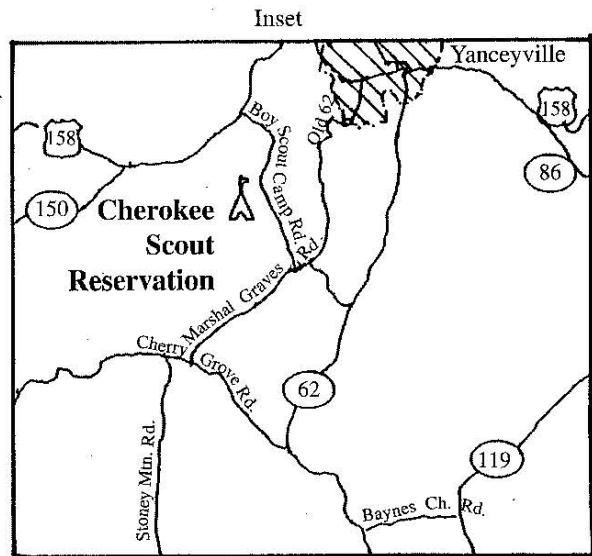 Inset
Yanceyville
158
158
Old 62
Boy Scout Camp Rd.
86
150
Cherokee
Scout
Reservation
Marshal Graves Rd.
Cherry Grove Rd.
62
Stoney Mtn. Rd.
119
Baynes Ch. Rd.